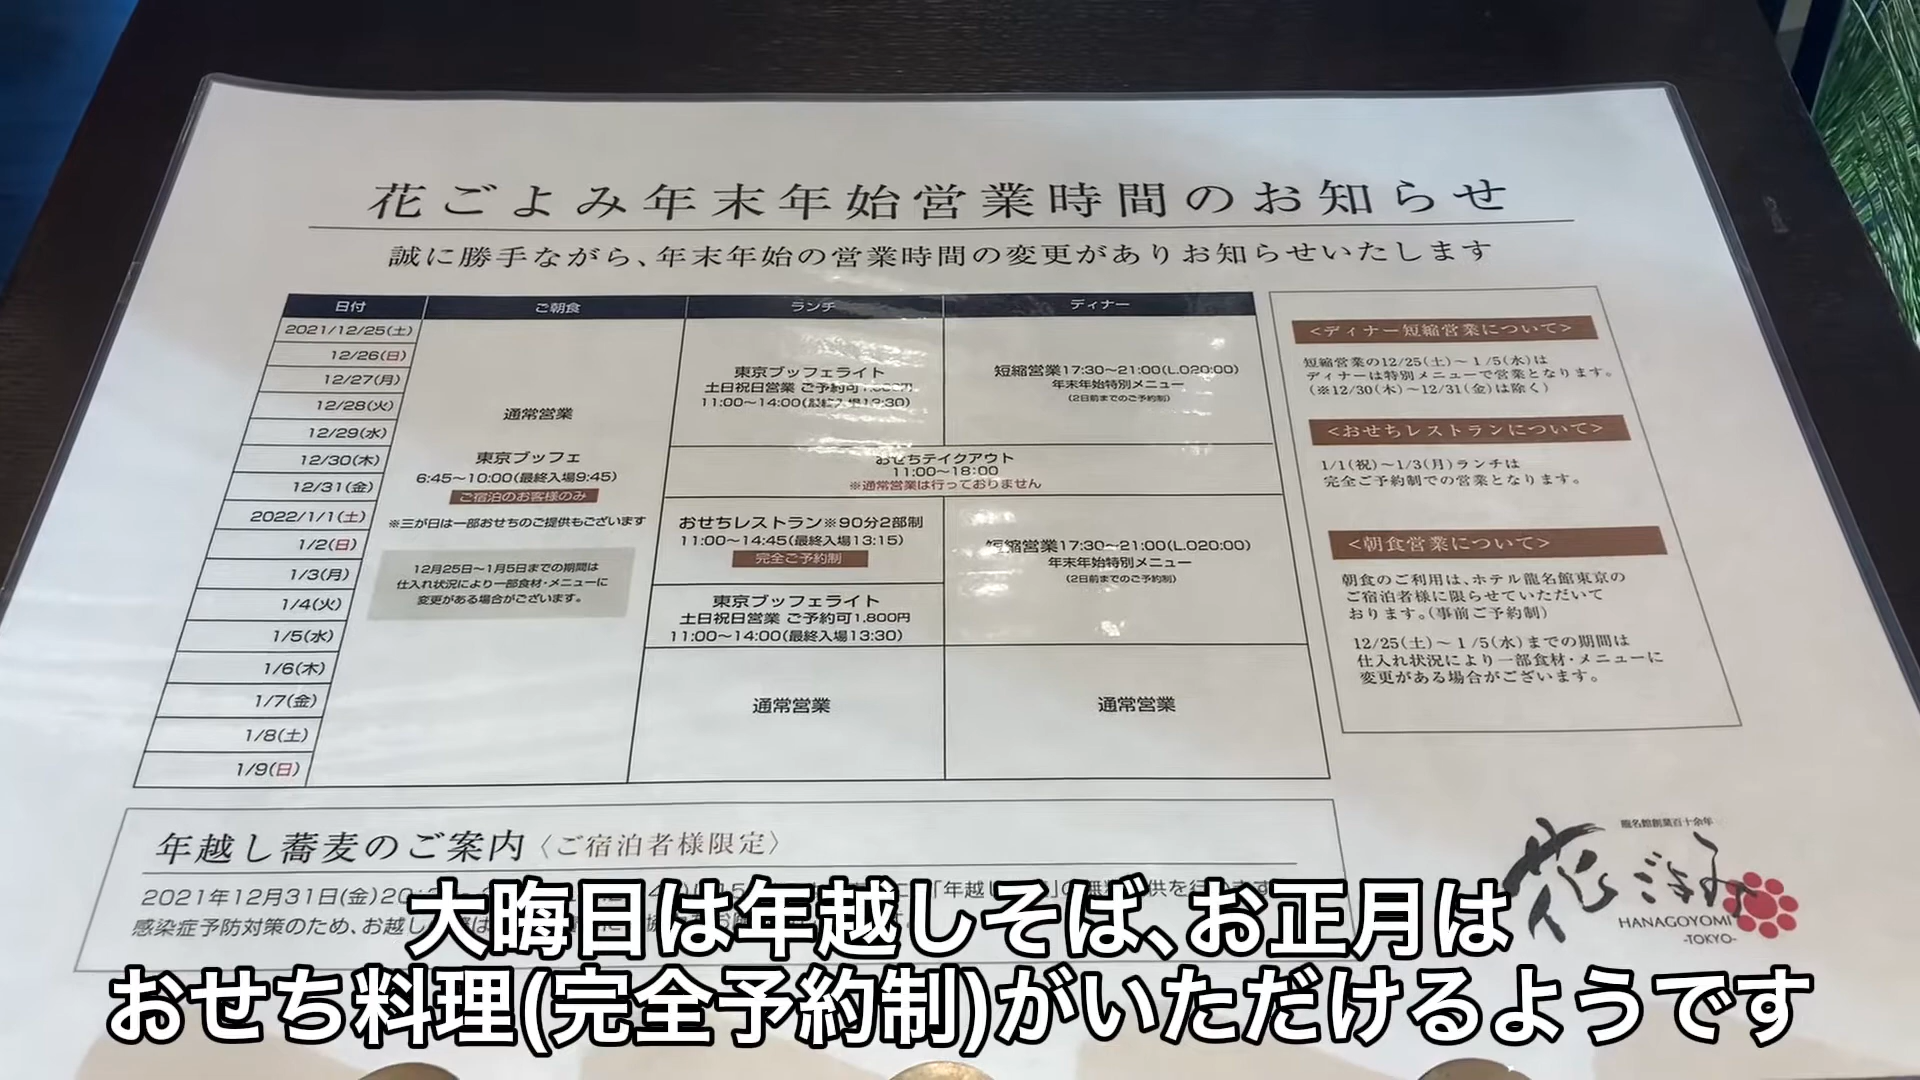 花ごよみ年末年始営業時間のお知らせ
誠に勝手ながら、年末年始の営業時間の変更がありお知らせいたします
日付 ご朝食 ランチ ディナー
2021/12/25(土)
12/26(日)
12/27(月)
12/28(火)
12/29(水)
12/30(木)
12/31(金)
2022/1/1(土)
1/2(日)
1/3(月)
1/4(火)
1/5(水)
1/6(木)
1/7(金)
1/8(土)
1/9(日)
通常営業
東京ブッフェ
6:45〜10:00(最終入場9:45)
ご宿泊のお客様のみ
※三が日は一部おせちのご提供もございます
12月25日〜1月5日までの期間は
仕入れ状況により一部食材・メニューに
変更がある場合がございます。
東京ブッフェライト
土日祝日営業 ご予約可
11:00〜14:00(最終入場13:30)
短縮営業17:30〜21:00(L.O20:00)
年末年始特別メニュー
(2日前までのご予約制)
おせちテイクアウト
11:00〜18:00
※通常営業は行っておりません
おせちレストラン※90分2部制
11:00〜14:45(最終入場13:15)
完全ご予約制
短縮営業17:30〜21:00(L.O20:00)
年末年始特別メニュー
(2日前までのご予約制)
東京ブッフェライト
土日祝日営業 ご予約可1,800円
11:00〜14:00(最終入場13:30)
通常営業
通常営業
<ディナー短縮営業について>
短縮営業の12/25(土)〜1/5(水)は
ディナーは特別メニューで営業となります。
(※12/30(木)〜12/31(金)は除く)
<おせちレストランについて>
1/1(祝)〜1/3(月)ランチは
完全ご予約制での営業となります。
<朝食営業について>
朝食のご利用は、ホテル龍名館東京の
ご宿泊者様に限らせていただいて
おります。(事前ご予約制)
12/25(土)〜1/5(水)までの期間は
仕入れ状況により一部食材・メニューに
変更がある場合がございます。
年越し蕎麦のご案内〈ご宿泊者様限定〉
2021年12月31日(金)20:
感染症予防対策のため、お越し
龍名館創業百十余年
花ごよみ
HANAGOYOMI
-TOKYO-
大晦日は年越しそば、お正月は
おせち料理(完全予約制)がいただけるようです